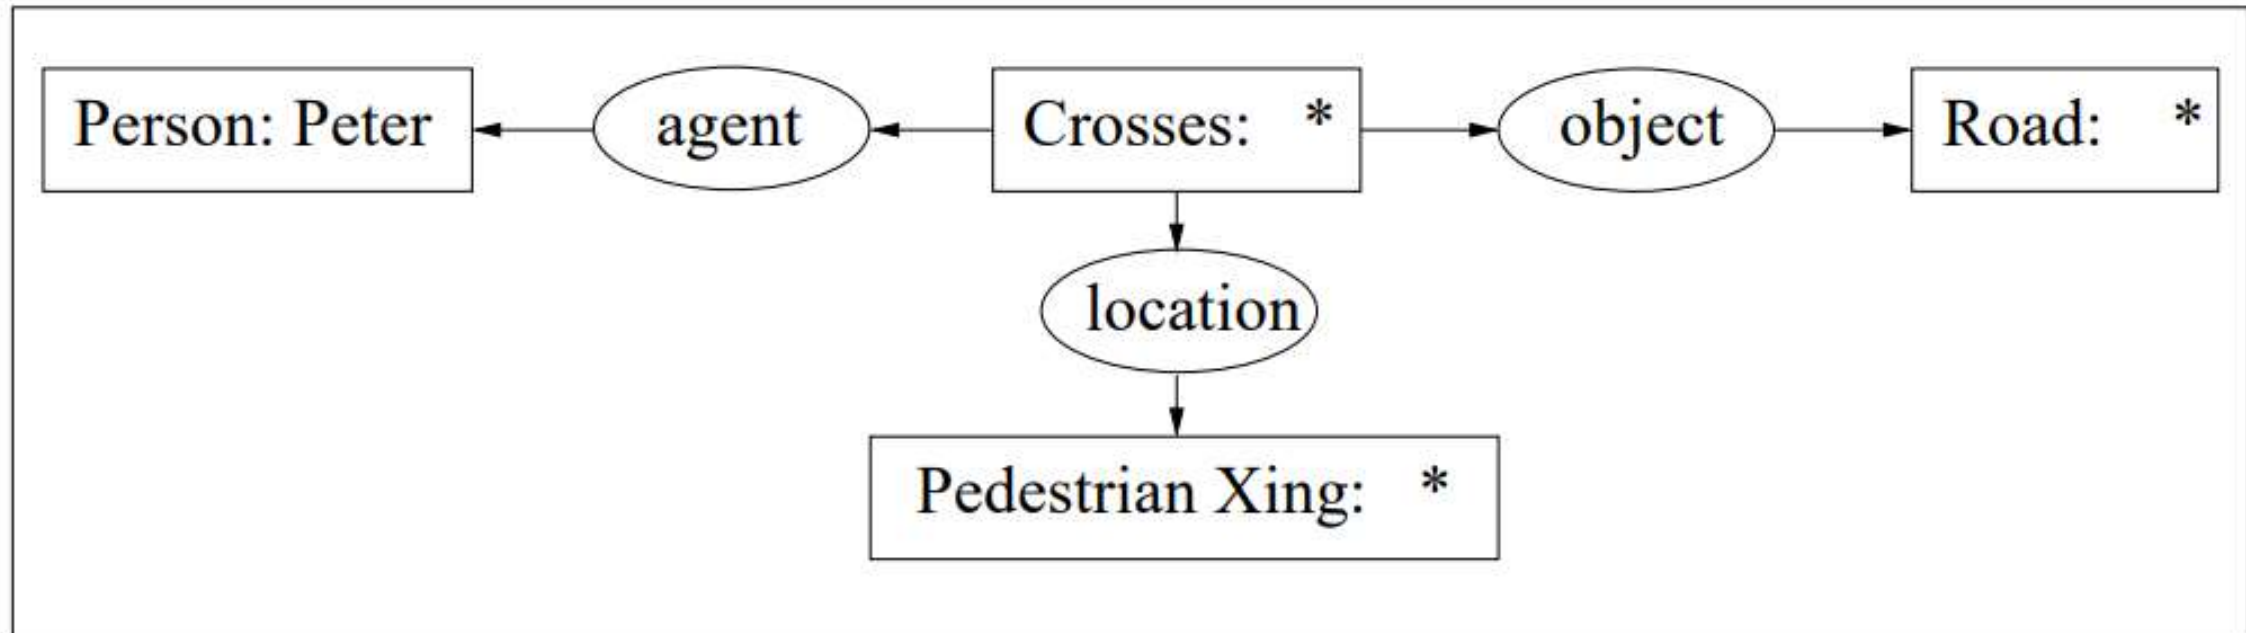 Person: Peter
agent
Crosses: *
object
Road: *
location
Pedestrian Xing: *